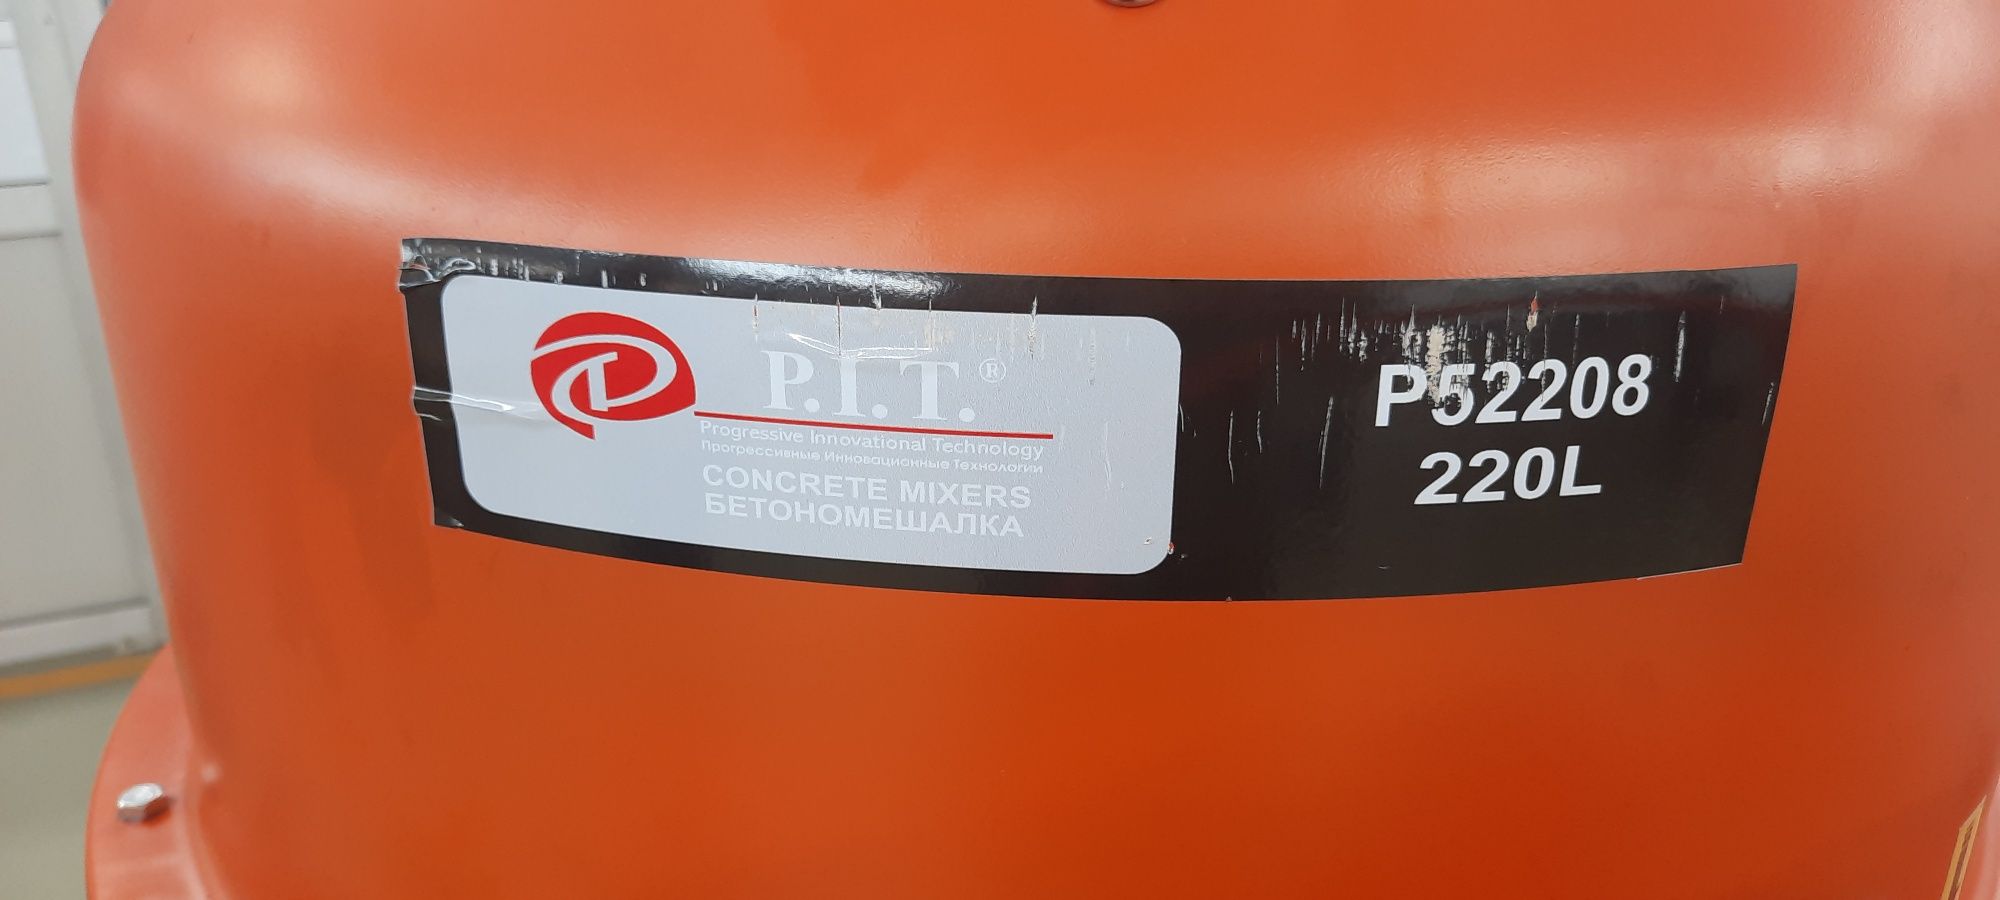 P.I.T.®
Progressive Innovational Technology
Прогрессивные Инновационные Технологии
CONCRETE MIXERS
БЕТОНОМЕШАЛКА
P52208
220L